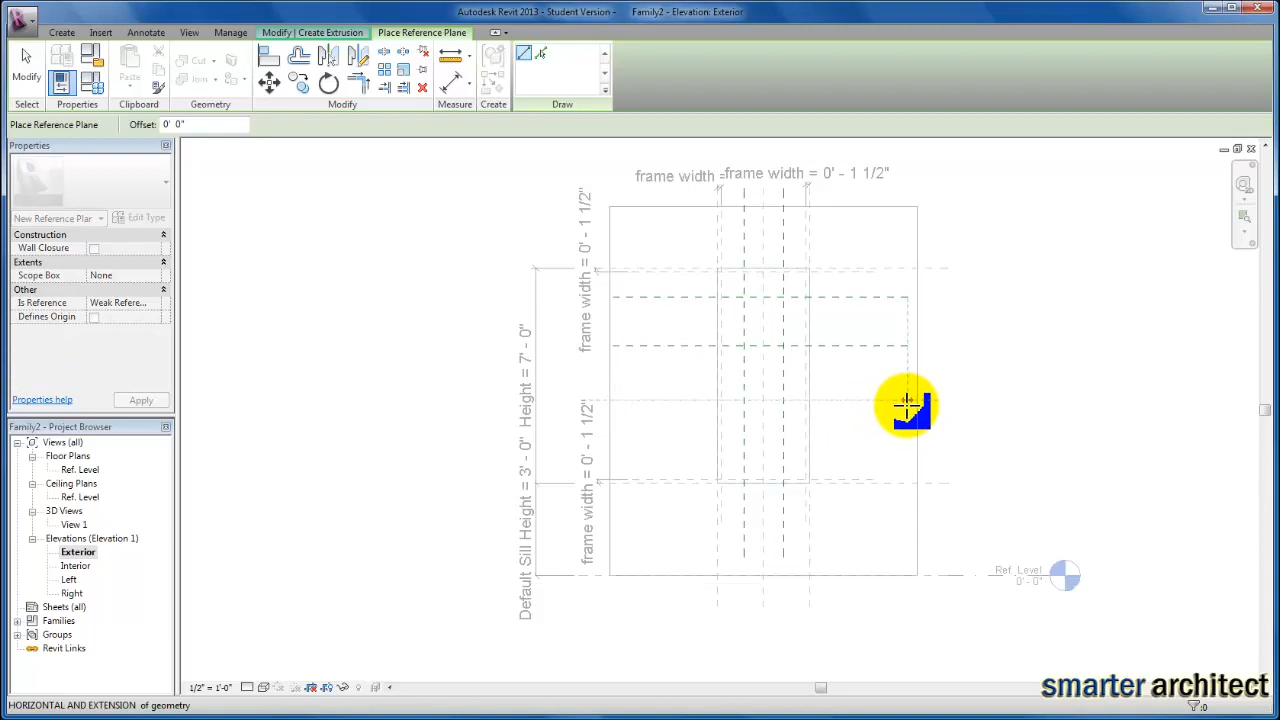 Autodesk Revit 2013 - Student Version - Family2 - Elevation: Exterior
Create Insert Annotate View Manage Modify | Create Extrusion Place Reference Plane
Modify Paste Cut Join
Select Properties Clipboard Geometry Modify Measure Create Draw
Place Reference Plane Offset: 0' 0"
Properties
New Reference Plar Edit Type
Construction
Wall Closure
Extents
Scope Box None
Other
Is Reference Weak Refere...
Defines Origin
Properties help Apply
Family2 - Project Browser
Views (all)
Floor Plans
Ref. Level
Ceiling Plans
Ref. Level
3D Views
View 1
Elevations (Elevation 1)
Exterior
Interior
Left
Right
Sheets (all)
Families
Groups
Revit Links
frame width =
frame width = 0' - 1 1/2"
frame width = 0' - 1 1/2"
Height = 7' - 0"
frame width = 0' - 1 1/2"
Default Sill Height = 3' - 0"
Ref. Level
0' - 0"
1/2" = 1'-0"
HORIZONTAL AND EXTENSION of geometry
:0
smarter architect